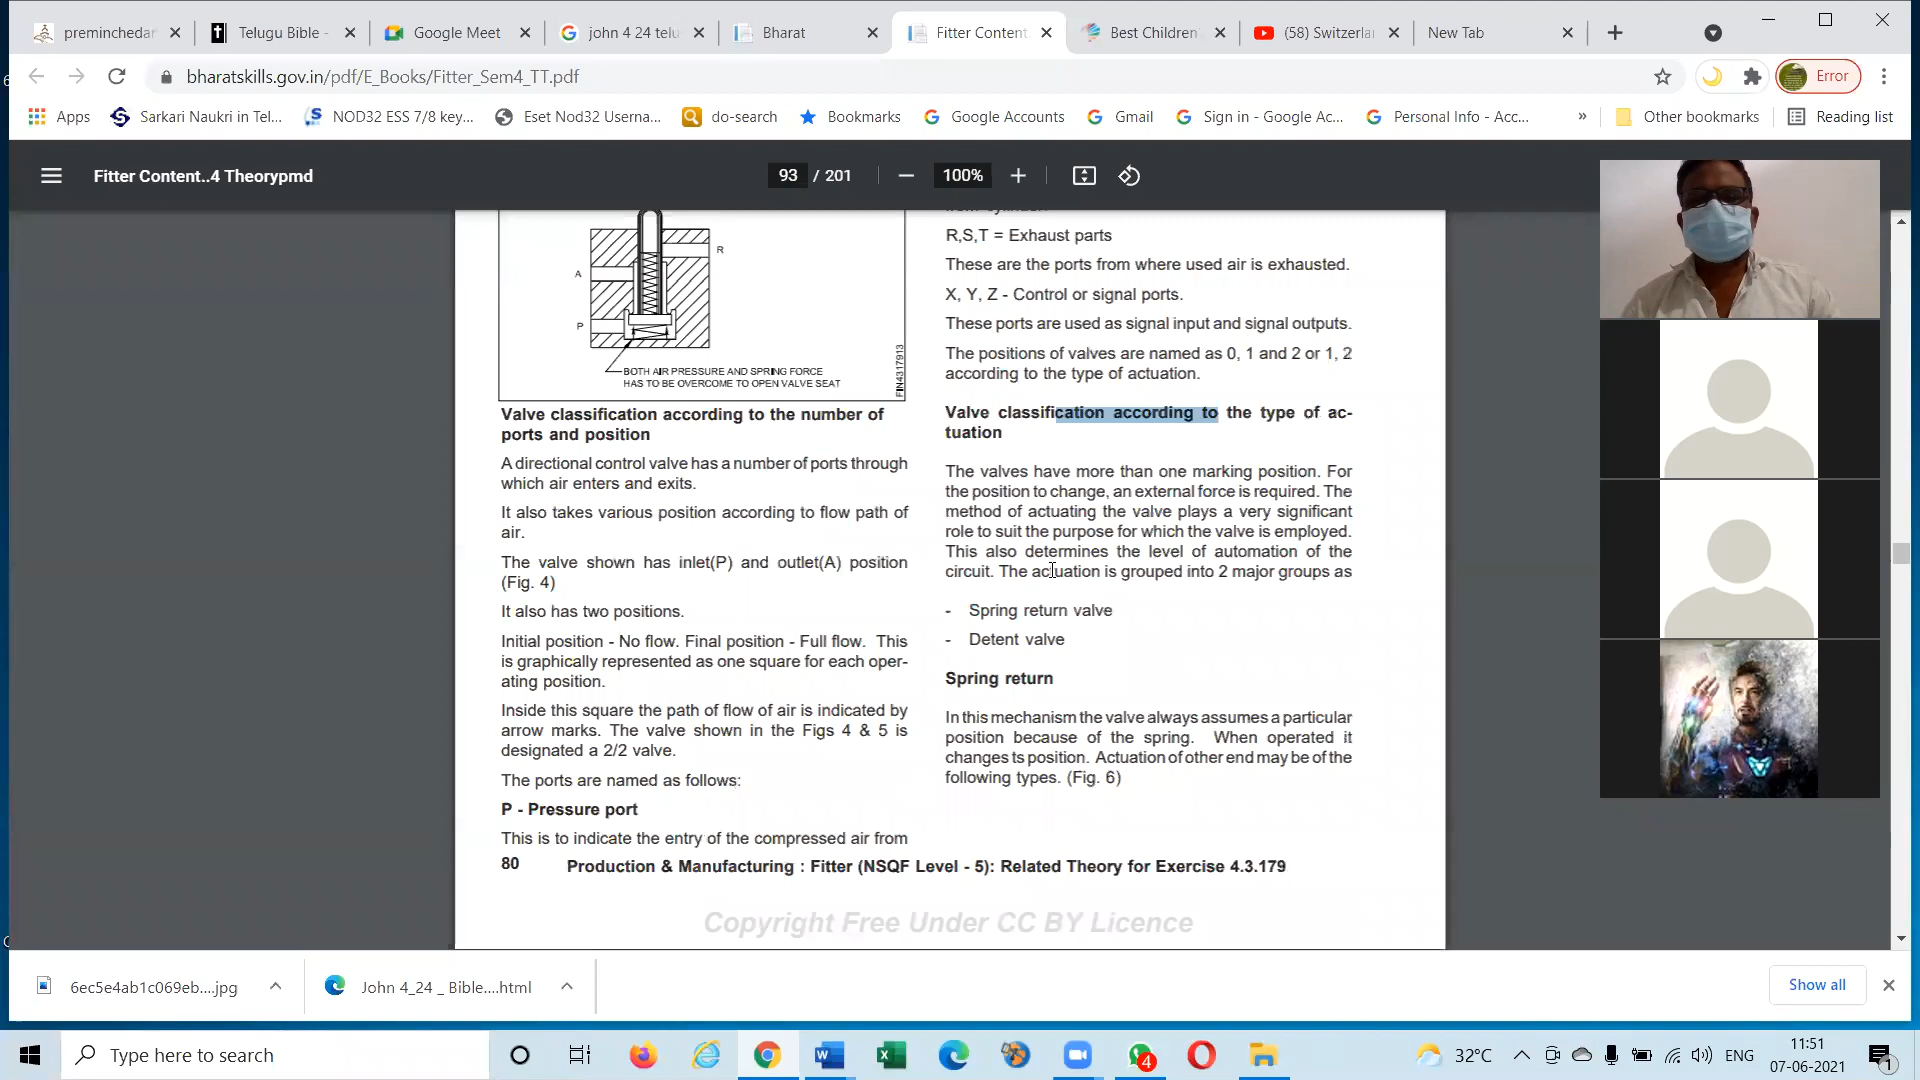 preminchedar
Telugu Bible -
Google Meet
john 4 24 telu
Bharat
Fitter Content.
Best Children'
(58) Switzerla
New Tab
bharatskills.gov.in/pdf/E_Books/Fitter_Sem4_TT.pdf
Error
Apps
Sarkari Naukri in Tel...
NOD32 ESS 7/8 key...
Eset Nod32 Userna...
do-search
Bookmarks
Google Accounts
Gmail
Sign in - Google Ac...
Personal Info - Acc...
»
Other bookmarks
Reading list
Fitter Content..4 Theorypmd
93 / 201
100%
A
P
R
BOTH AIR PRESSURE AND SPRING FORCE
HAS TO BE OVERCOME TO OPEN VALVE SEAT
FIN4317913
Valve classification according to the number of
ports and position
A directional control valve has a number of ports through
which air enters and exits.
It also takes various position according to flow path of
air.
The valve shown has inlet(P) and outlet(A) position
(Fig. 4)
It also has two positions.
Initial position - No flow. Final position - Full flow. This
is graphically represented as one square for each oper-
ating position.
Inside this square the path of flow of air is indicated by
arrow marks. The valve shown in the Figs 4 & 5 is
designated a 2/2 valve.
The ports are named as follows:
P - Pressure port
This is to indicate the entry of the compressed air from
R,S,T = Exhaust parts
These are the ports from where used air is exhausted.
X, Y, Z - Control or signal ports.
These ports are used as signal input and signal outputs.
The positions of valves are named as 0, 1 and 2 or 1, 2
according to the type of actuation.
Valve classification according to the type of ac-
tuation
The valves have more than one marking position. For
the position to change, an external force is required. The
method of actuating the valve plays a very significant
role to suit the purpose for which the valve is employed.
This also determines the level of automation of the
circuit. The actuation is grouped into 2 major groups as
- Spring return valve
- Detent valve
Spring return
In this mechanism the valve always assumes a particular
position because of the spring. When operated it
changes ts position. Actuation of other end may be of the
following types. (Fig. 6)
80 Production & Manufacturing : Fitter (NSQF Level - 5): Related Theory for Exercise 4.3.179
Copyright Free Under CC BY Licence
6ec5e4ab1c069eb....jpg
John 4_24 _ Bible....html
Show all
Type here to search
4
32°C
ENG
11:51
07-06-2021
1